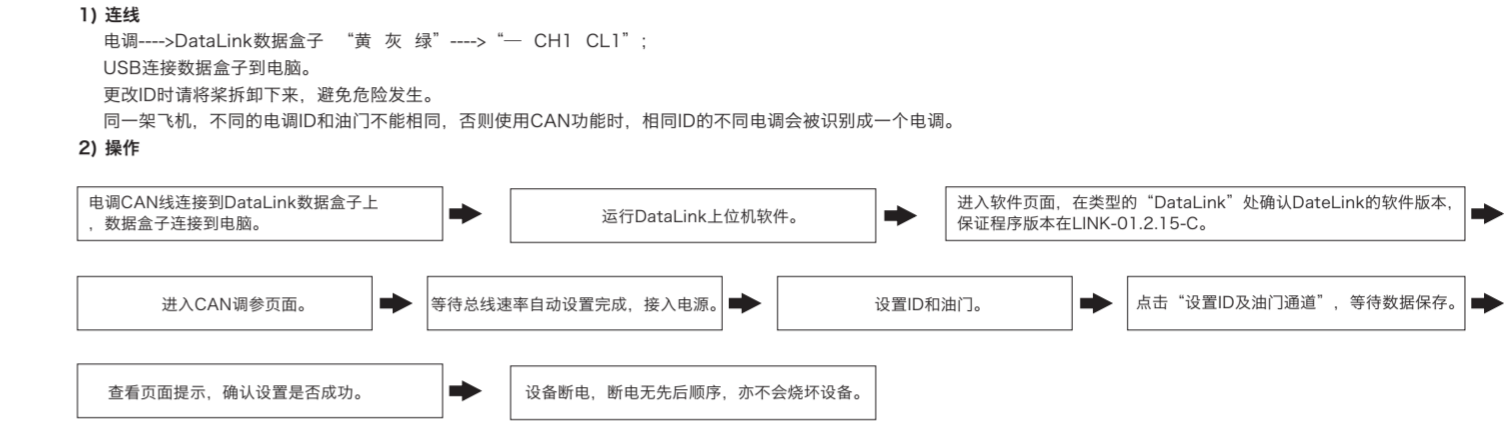 1) 连线
电调---->DataLink数据盒子 “黄 灰 绿”----> “— CH1 CL1”；
USB连接数据盒子到电脑。
更改ID时请将桨拆卸下来，避免危险发生。
同一架飞机，不同的电调ID和油门不能相同，否则使用CAN功能时，相同ID的不同电调会被识别成一个电调。
2) 操作
电调CAN线连接到DataLink数据盒子上
，数据盒子连接到电脑。
运行DataLink上位机软件。
进入软件页面，在类型的“DataLink”处确认DateLink的软件版本，
保证程序版本在LINK-01.2.15-C。
进入CAN调参页面。
等待总线速率自动设置完成，接入电源。
设置ID和油门。
点击“设置ID及油门通道”，等待数据保存。
查看页面提示，确认设置是否成功。
设备断电，断电无先后顺序，亦不会烧坏设备。